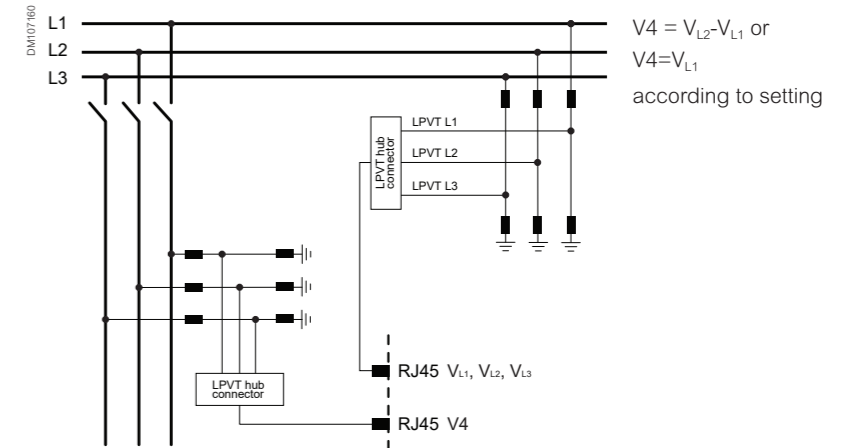 DM107160
L1
L2
L3
V4 = VL2-VL1 or
V4=VL1
according to setting
LPVT hub
connector
LPVT L1
LPVT L2
LPVT L3
LPVT hub
connector
RJ45 VL1, VL2, VL3
RJ45 V4